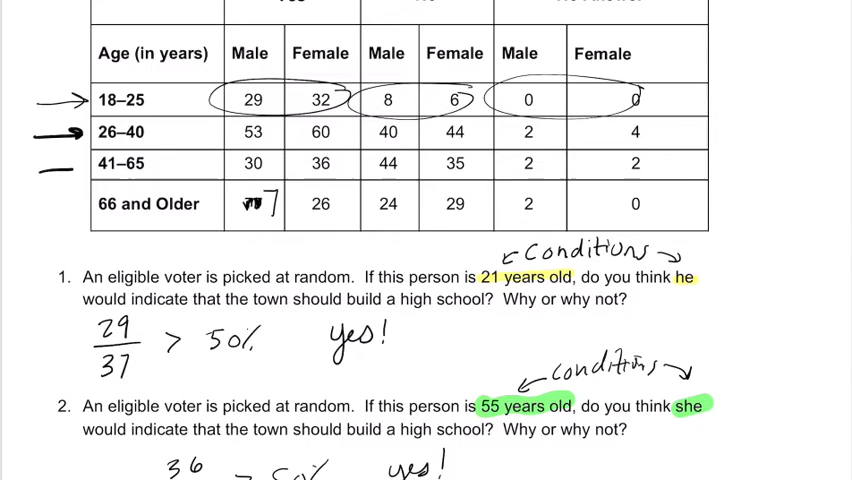 Age (in years) Male Female Male Female Male Female
18–25 29 32 8 6 0 0
26–40 53 60 40 44 2 4
41–65 30 36 44 35 2 2
66 and Older 7 26 24 29 2 0
conditions
1. An eligible voter is picked at random. If this person is 21 years old, do you think he
would indicate that the town should build a high school? Why or why not?
29
37 > 50% yes!
conditions
2. An eligible voter is picked at random. If this person is 55 years old, do you think she
would indicate that the town should build a high school? Why or why not?
36 > 50% yes!